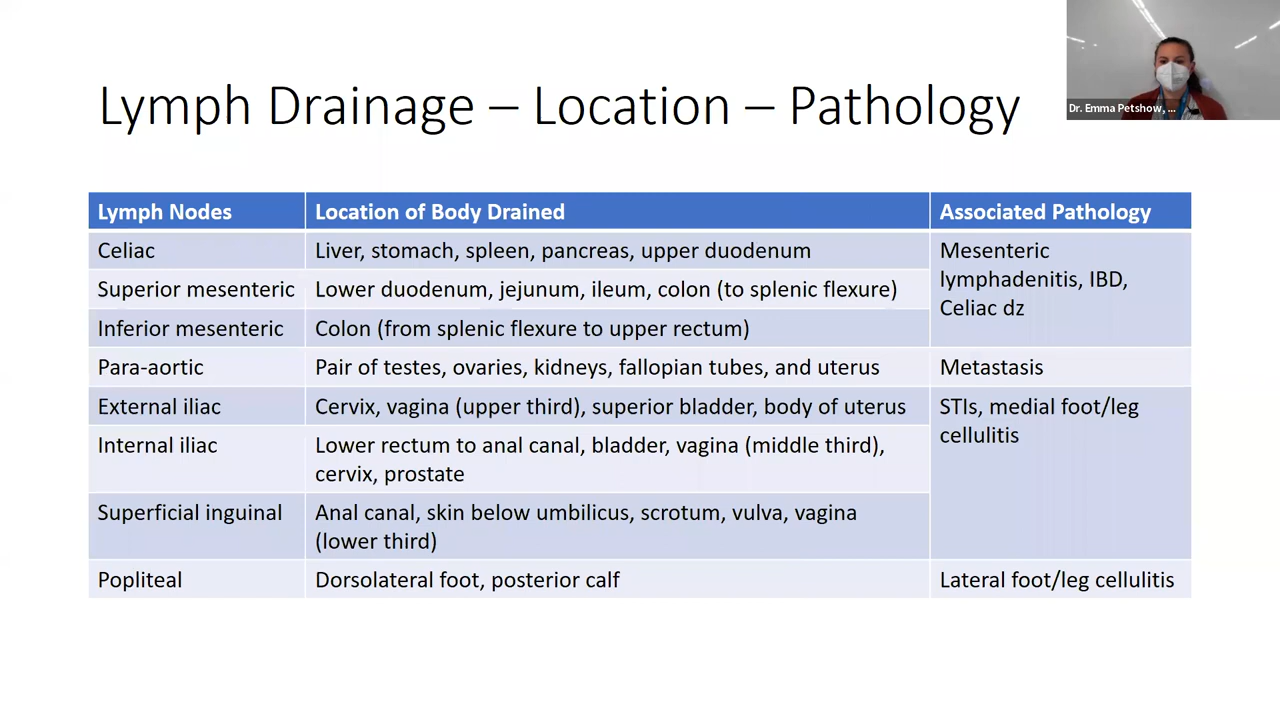 Lymph Drainage – Location – Pathology
Dr. Emma Petshow, ...
Lymph Nodes Location of Body Drained Associated Pathology
Celiac Liver, stomach, spleen, pancreas, upper duodenum Mesenteric
lymphadenitis, IBD,
Celiac dz
Superior mesenteric Lower duodenum, jejunum, ileum, colon (to splenic flexure)
Inferior mesenteric Colon (from splenic flexure to upper rectum)
Para-aortic Pair of testes, ovaries, kidneys, fallopian tubes, and uterus Metastasis
External iliac Cervix, vagina (upper third), superior bladder, body of uterus STIs, medial foot/leg
cellulitis
Internal iliac Lower rectum to anal canal, bladder, vagina (middle third),
cervix, prostate
Superficial inguinal Anal canal, skin below umbilicus, scrotum, vulva, vagina
(lower third)
Popliteal Dorsolateral foot, posterior calf Lateral foot/leg cellulitis